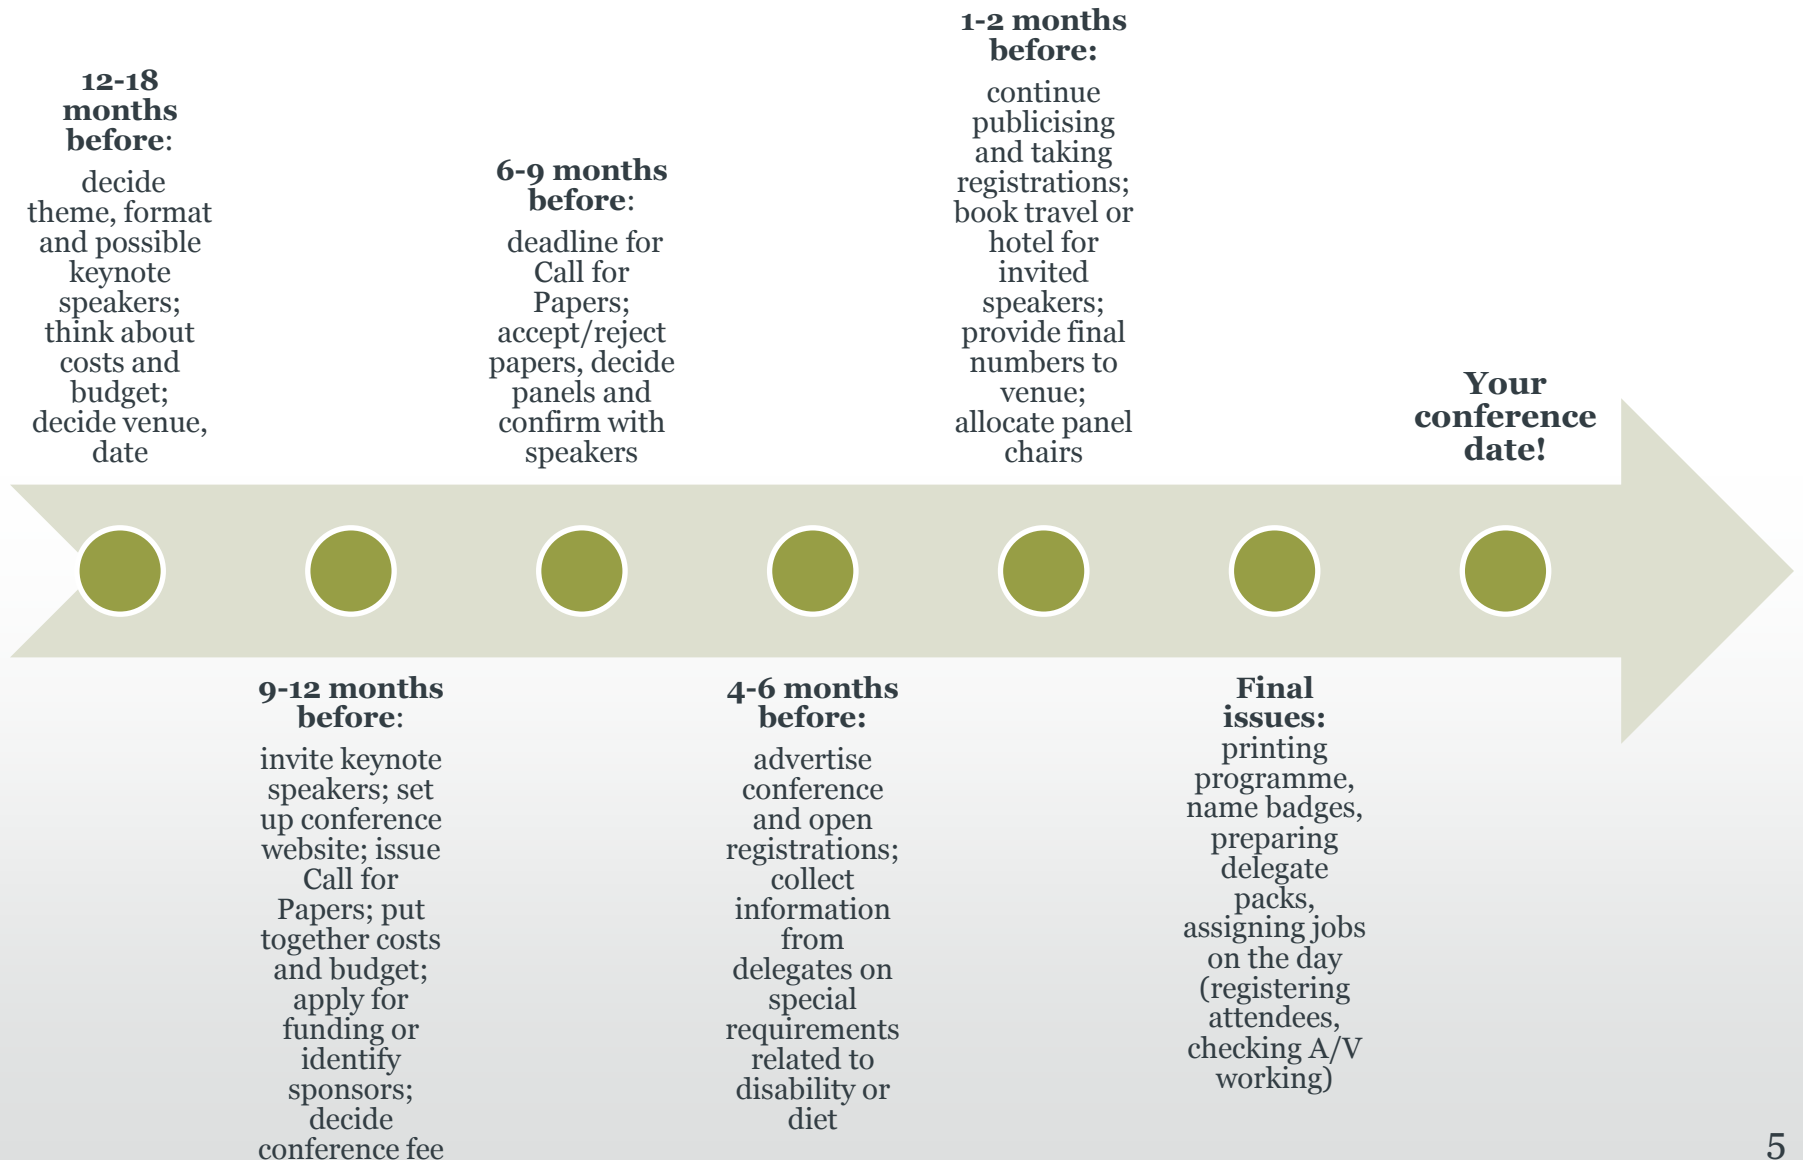 12-18
months
before:
decide
theme, format
and possible
keynote
speakers;
think about
costs and
budget;
decide venue,
date
9-12 months
before:
invite keynote
speakers; set
up conference
website; issue
Call for
Papers; put
together costs
and budget;
apply for
funding or
identify
sponsors;
decide
conference fee
6-9 months
before:
deadline for
Call for
Papers;
accept/reject
papers, decide
panels and
confirm with
speakers
4-6 months
before:
advertise
conference
and open
registrations;
collect
information
from
delegates on
special
requirements
related to
disability or
diet
1-2 months
before:
continue
publicising
and taking
registrations;
book travel or
hotel for
invited
speakers;
provide final
numbers to
venue;
allocate panel
chairs
Final
issues:
printing
programme,
name badges,
preparing
delegate
packs,
assigning jobs
on the day
(registering
attendees,
checking A/V
working)
Your
conference
date!
5